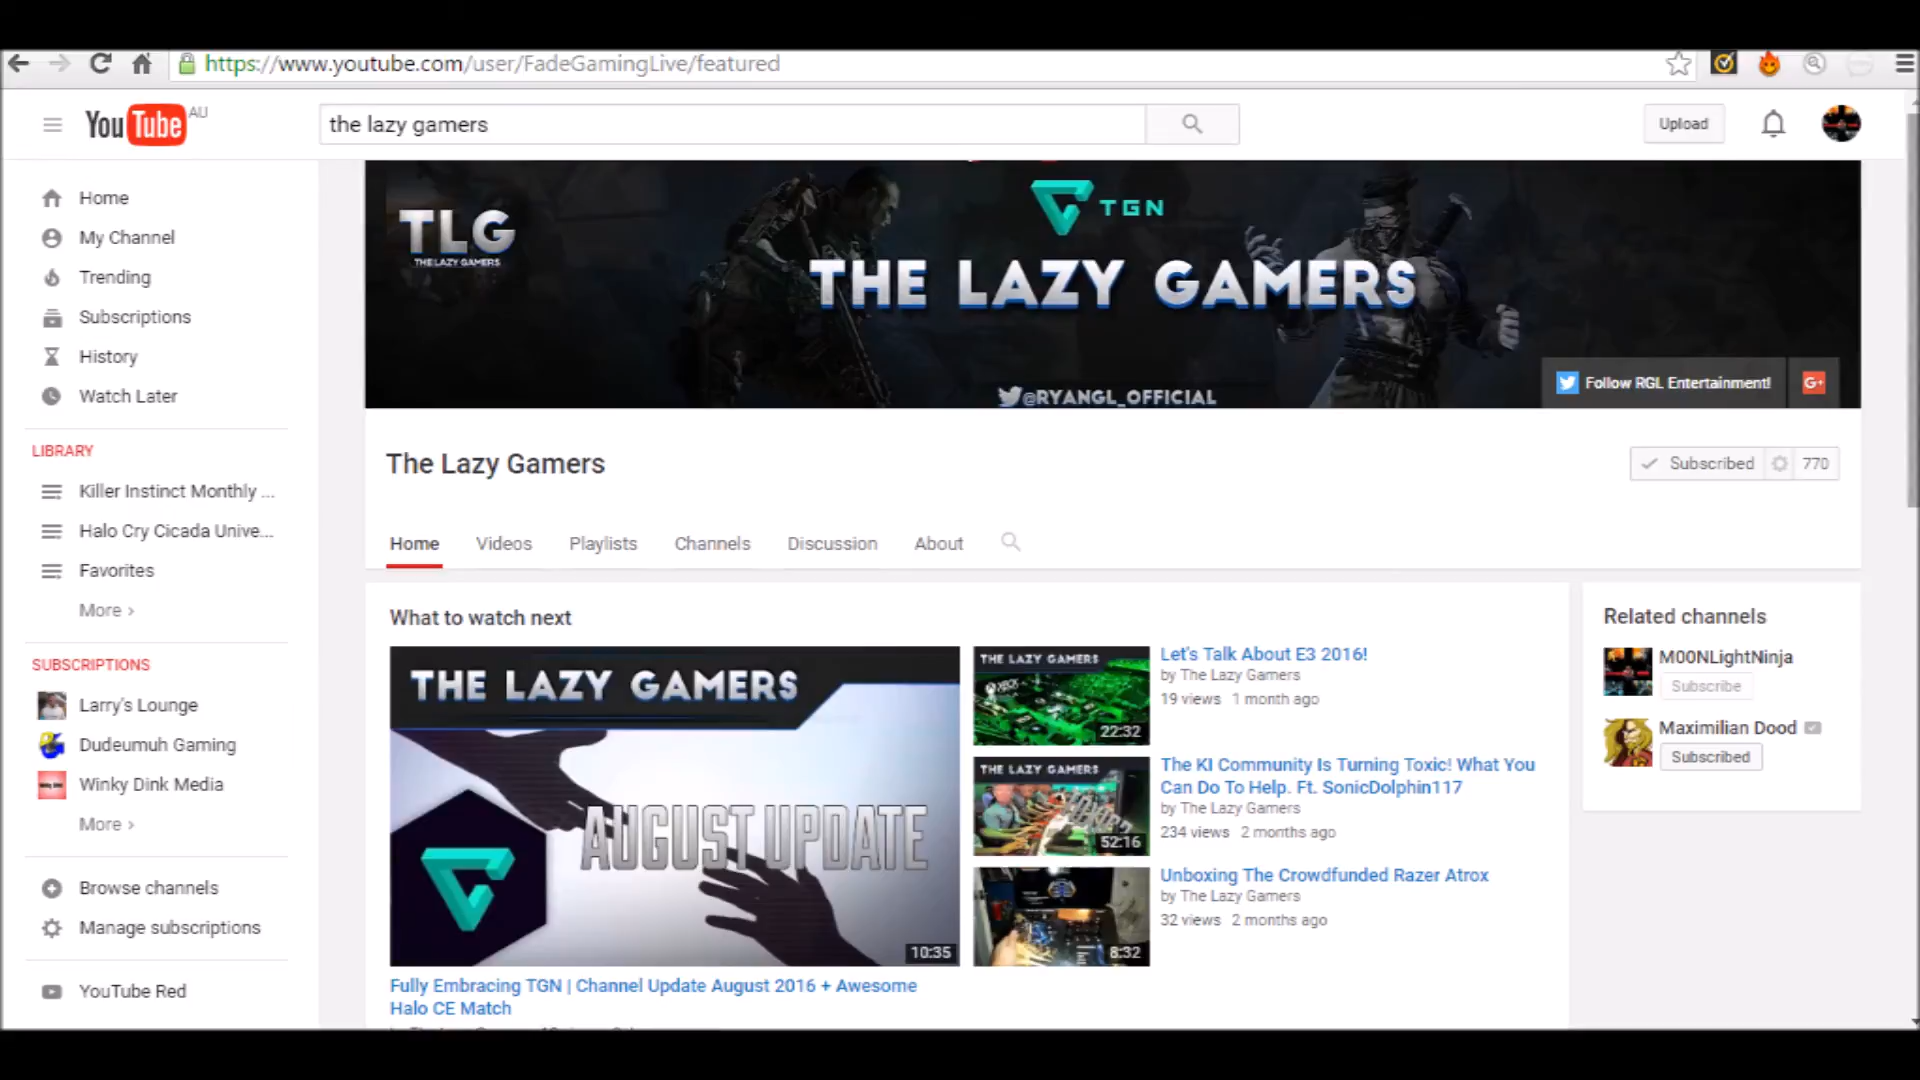 https://www.youtube.com/user/FadeGamingLive/featured
YouTube AU
the lazy gamers
Upload
Home
My Channel
Trending
Subscriptions
History
Watch Later
LIBRARY
Killer Instinct Monthly ...
Halo Cry Cicada Unive...
Favorites
More ›
SUBSCRIPTIONS
Larry's Lounge
Dudeumuh Gaming
Winky Dink Media
More ›
Browse channels
Manage subscriptions
YouTube Red
TLG
THE LAZY GAMERS
TGN
THE LAZY GAMERS
@RYANGL_OFFICIAL
Follow RGL Entertainment!
G+
The Lazy Gamers
Subscribed 770
Home Videos Playlists Channels Discussion About
What to watch next
THE LAZY GAMERS
AUGUST UPDATE
10:35
Fully Embracing TGN | Channel Update August 2016 + Awesome
Halo CE Match
THE LAZY GAMERS
XBOX
22:32
Let's Talk About E3 2016!
by The Lazy Gamers
19 views 1 month ago
THE LAZY GAMERS
52:16
The KI Community Is Turning Toxic! What You
Can Do To Help. Ft. SonicDolphin117
by The Lazy Gamers
234 views 2 months ago
8:32
Unboxing The Crowdfunded Razer Atrox
by The Lazy Gamers
32 views 2 months ago
Related channels
M00NLightNinja
Subscribe
Maximilian Dood
Subscribed